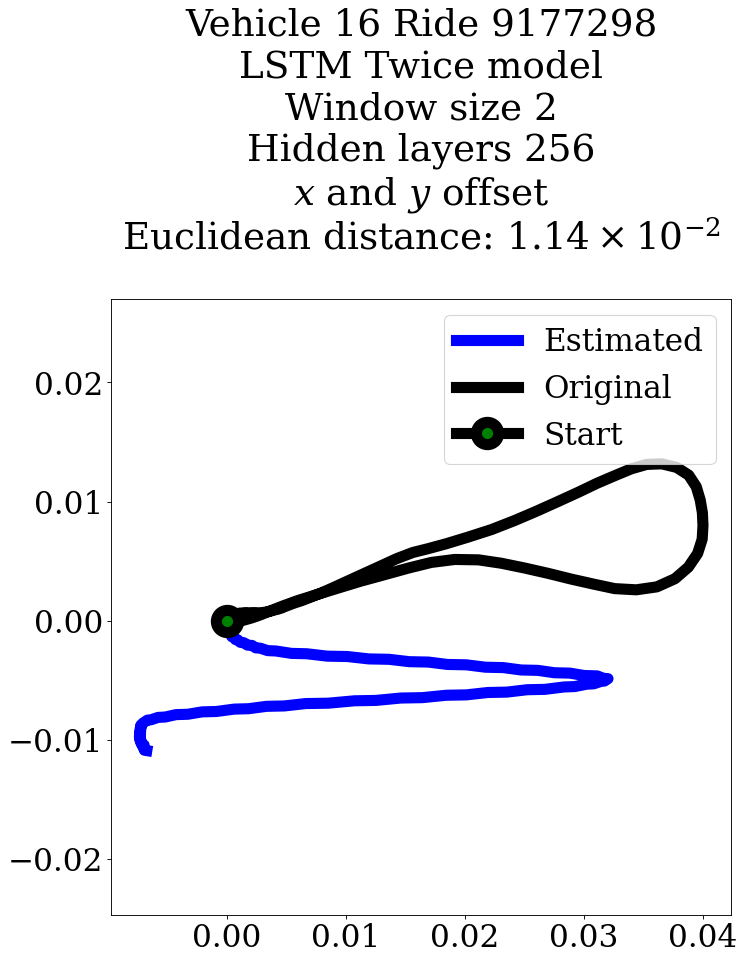 Vehicle 16 Ride 9177298
LSTM Twice model
Window size 2
Hidden layers 256
x and y offset
Euclidean distance: 1.14 × 10⁻²
Estimated
Original
Start
0.02
0.01
0.00
−0.01
−0.02
0.00 0.01 0.02 0.03 0.04